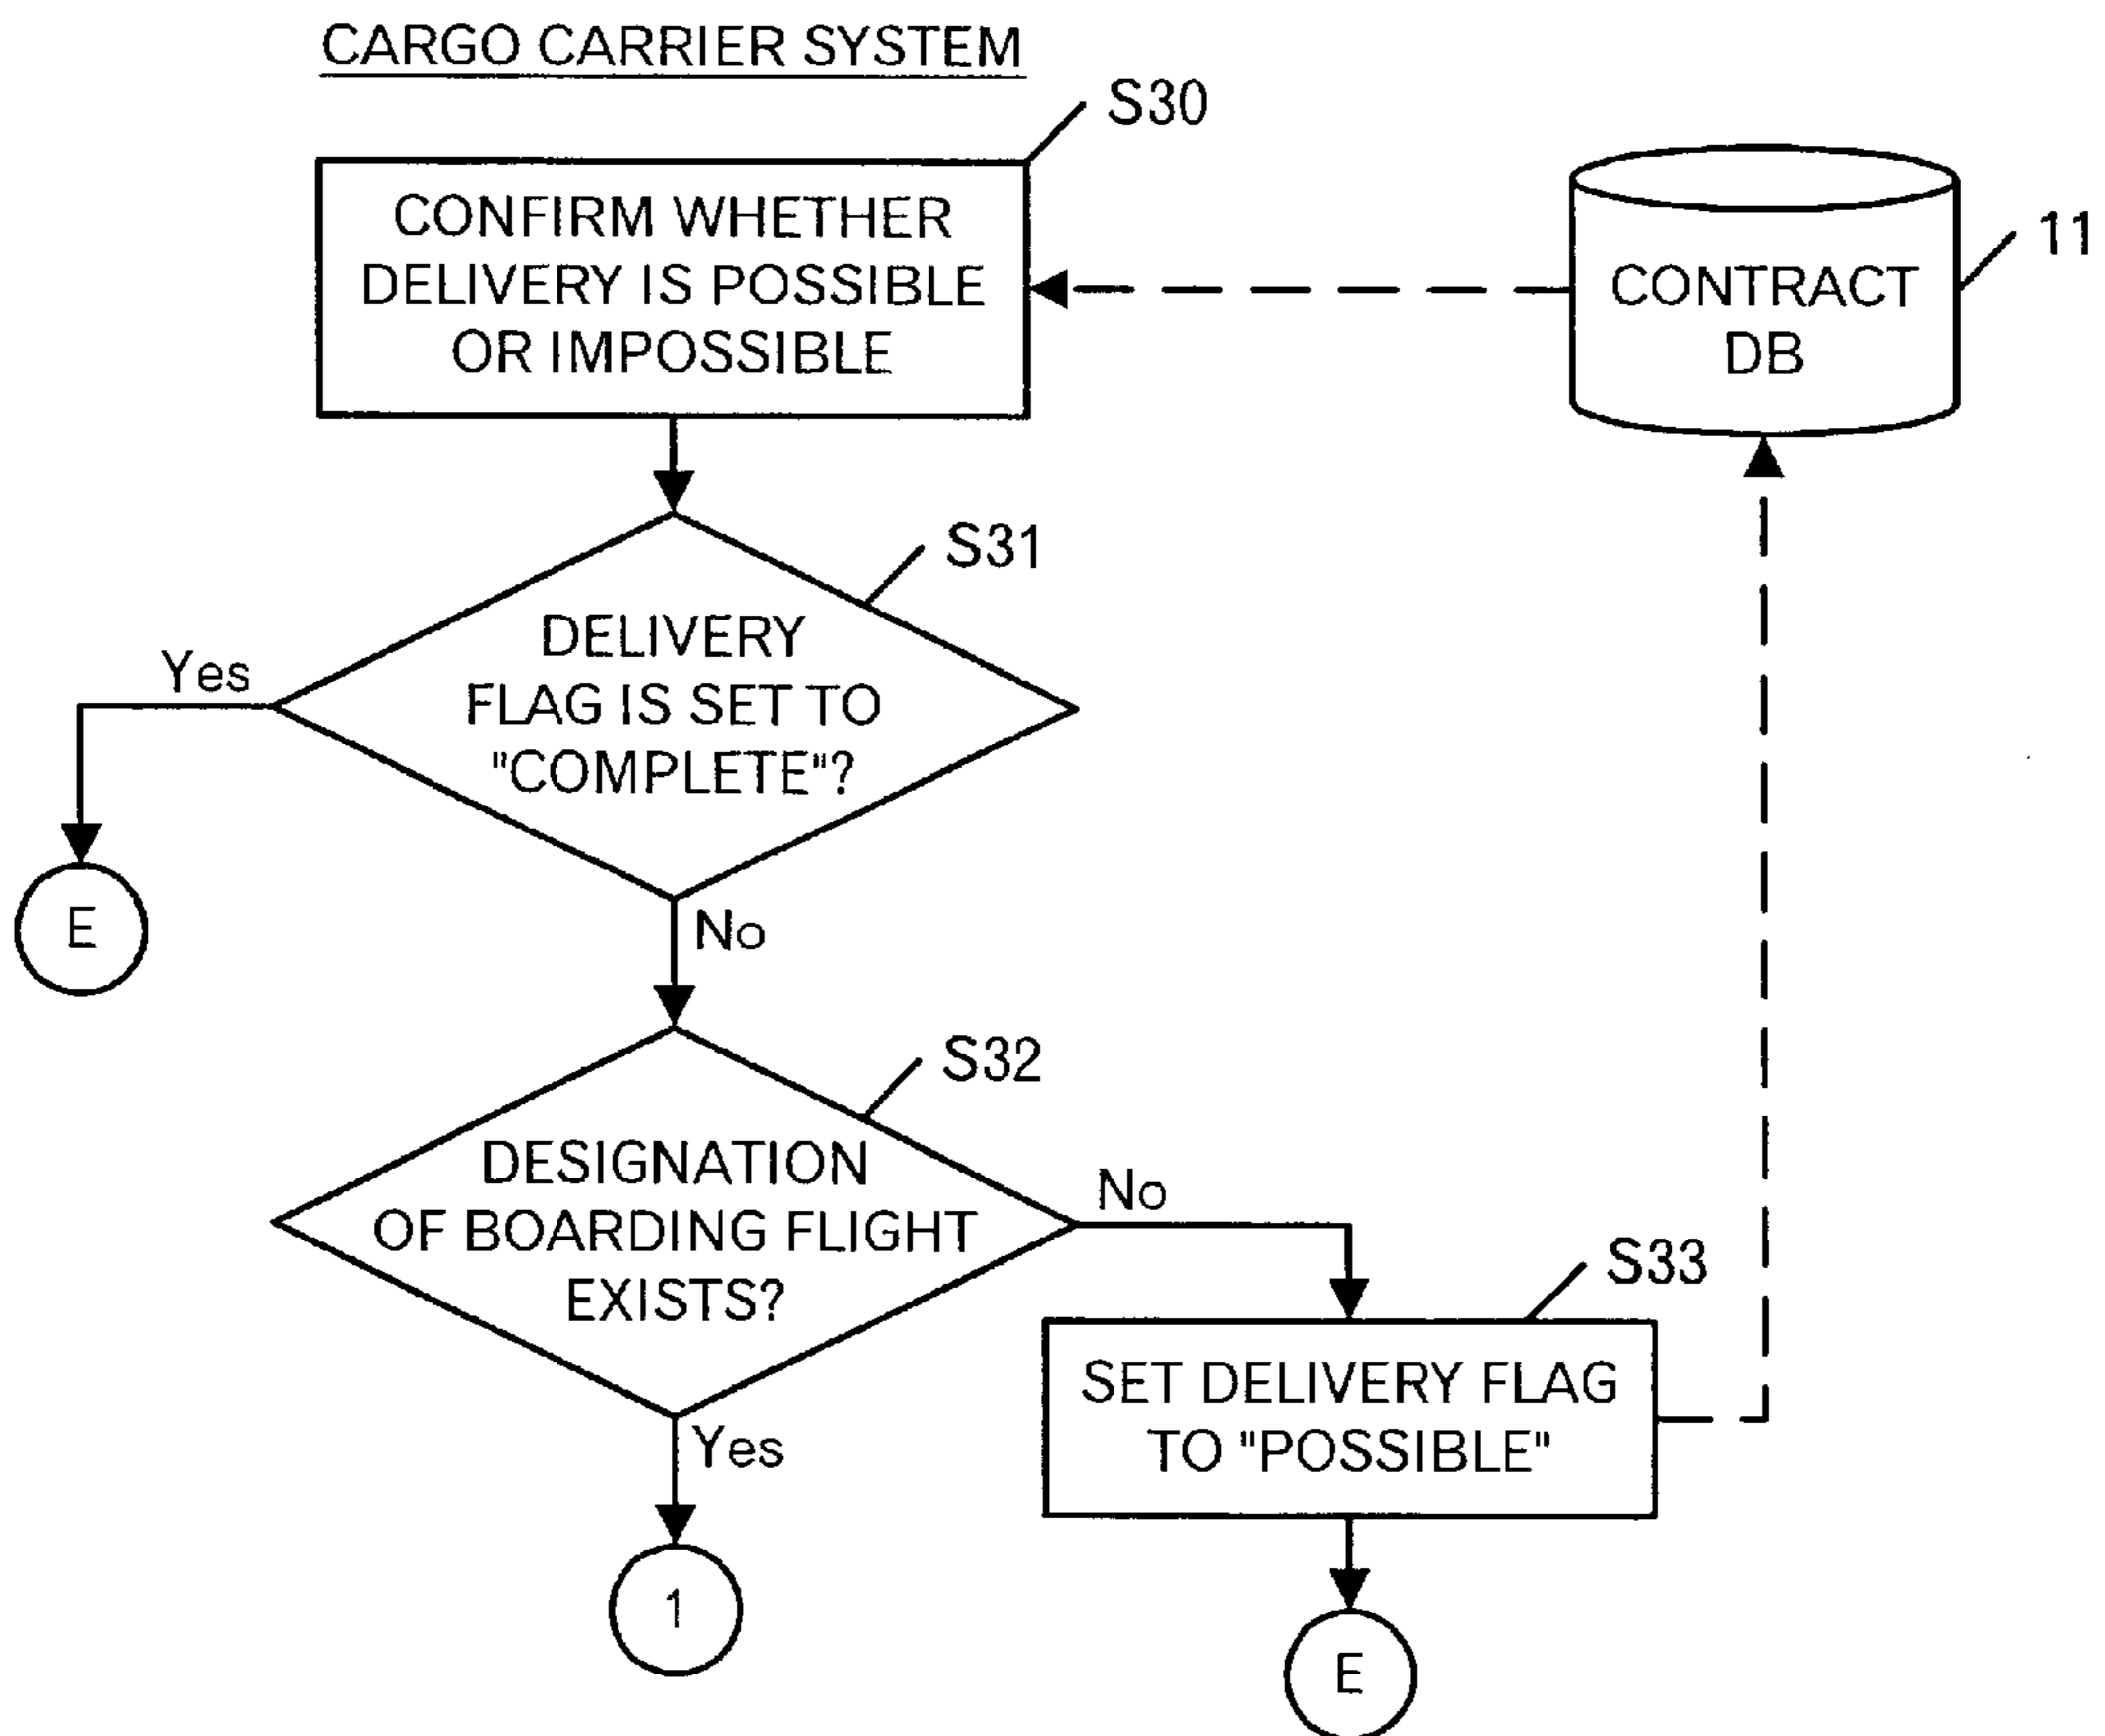 CARGO CARRIER SYSTEM
S30
CONFIRM WHETHER
DELIVERY IS POSSIBLE
OR IMPOSSIBLE
CONTRACT
DB
11
S31
DELIVERY
FLAG IS SET TO
"COMPLETE"?
Yes
E
No
S32
DESIGNATION
OF BOARDING FLIGHT
EXISTS?
No
S33
SET DELIVERY FLAG
TO "POSSIBLE"
Yes
1
E